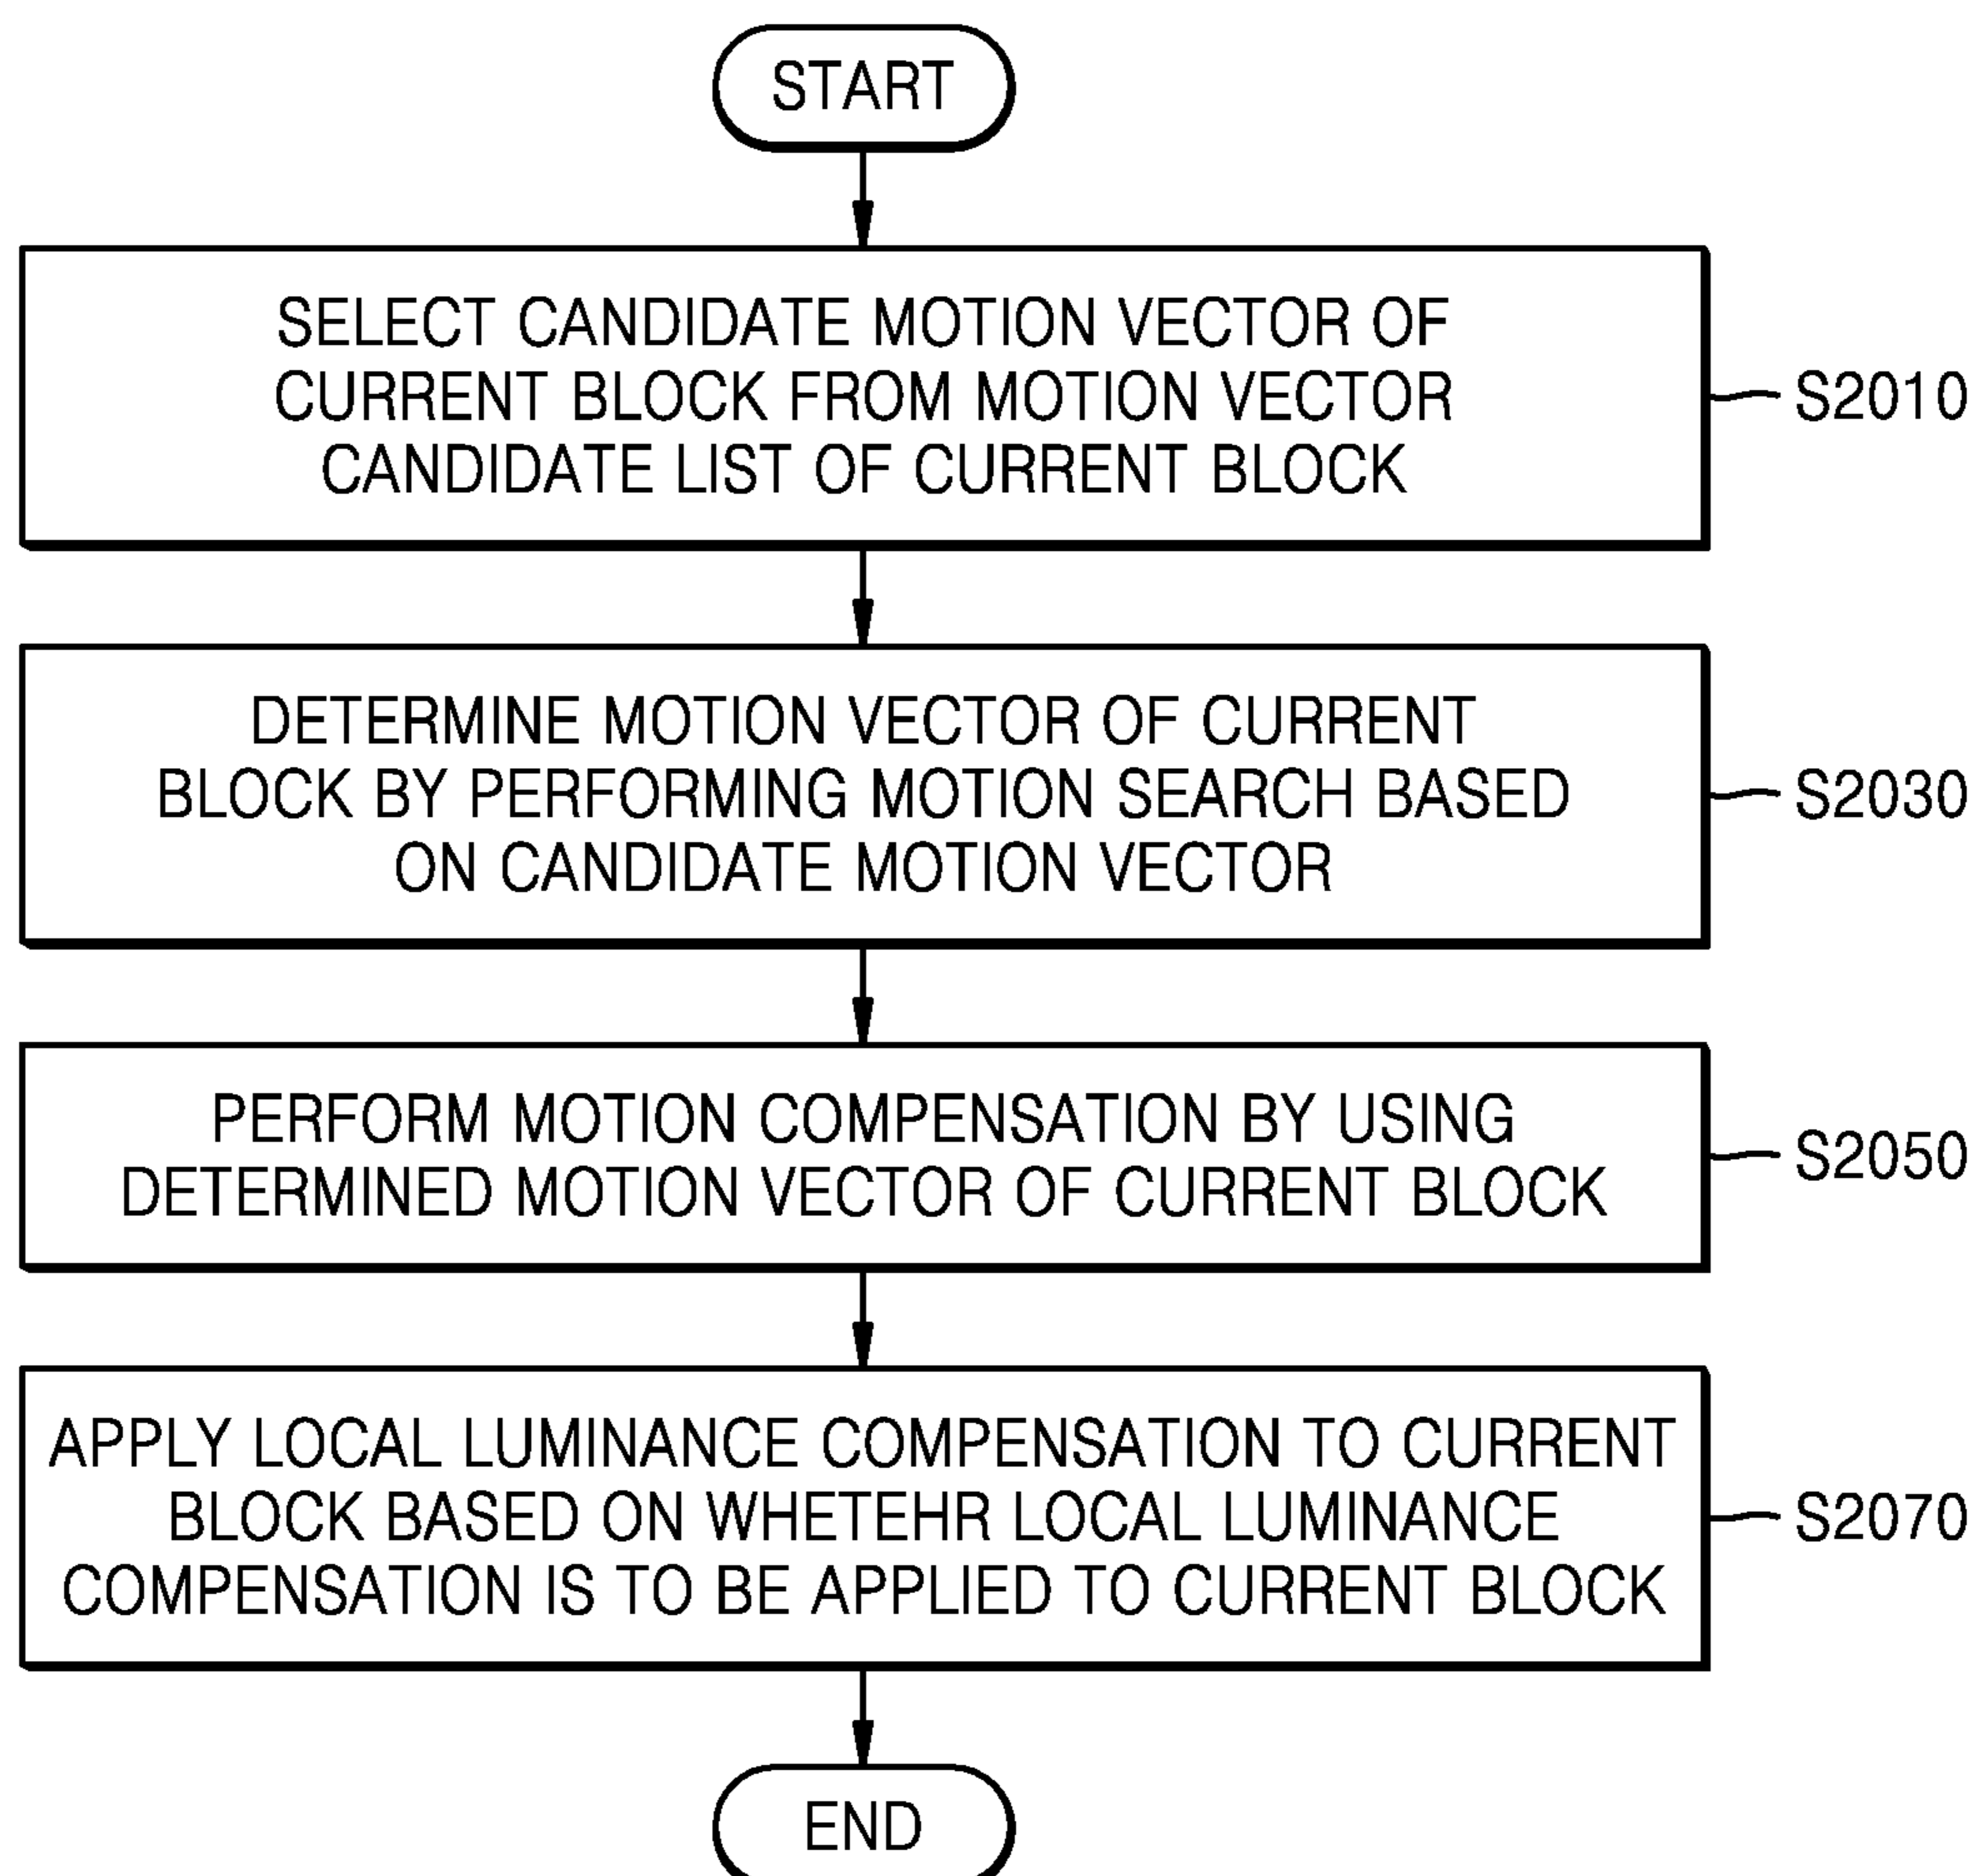 START
SELECT CANDIDATE MOTION VECTOR OF
CURRENT BLOCK FROM MOTION VECTOR
CANDIDATE LIST OF CURRENT BLOCK
S2010
DETERMINE MOTION VECTOR OF CURRENT
BLOCK BY PERFORMING MOTION SEARCH BASED
ON CANDIDATE MOTION VECTOR
S2030
PERFORM MOTION COMPENSATION BY USING
DETERMINED MOTION VECTOR OF CURRENT BLOCK
S2050
APPLY LOCAL LUMINANCE COMPENSATION TO CURRENT
BLOCK BASED ON WHETEHR LOCAL LUMINANCE
COMPENSATION IS TO BE APPLIED TO CURRENT BLOCK
S2070
END